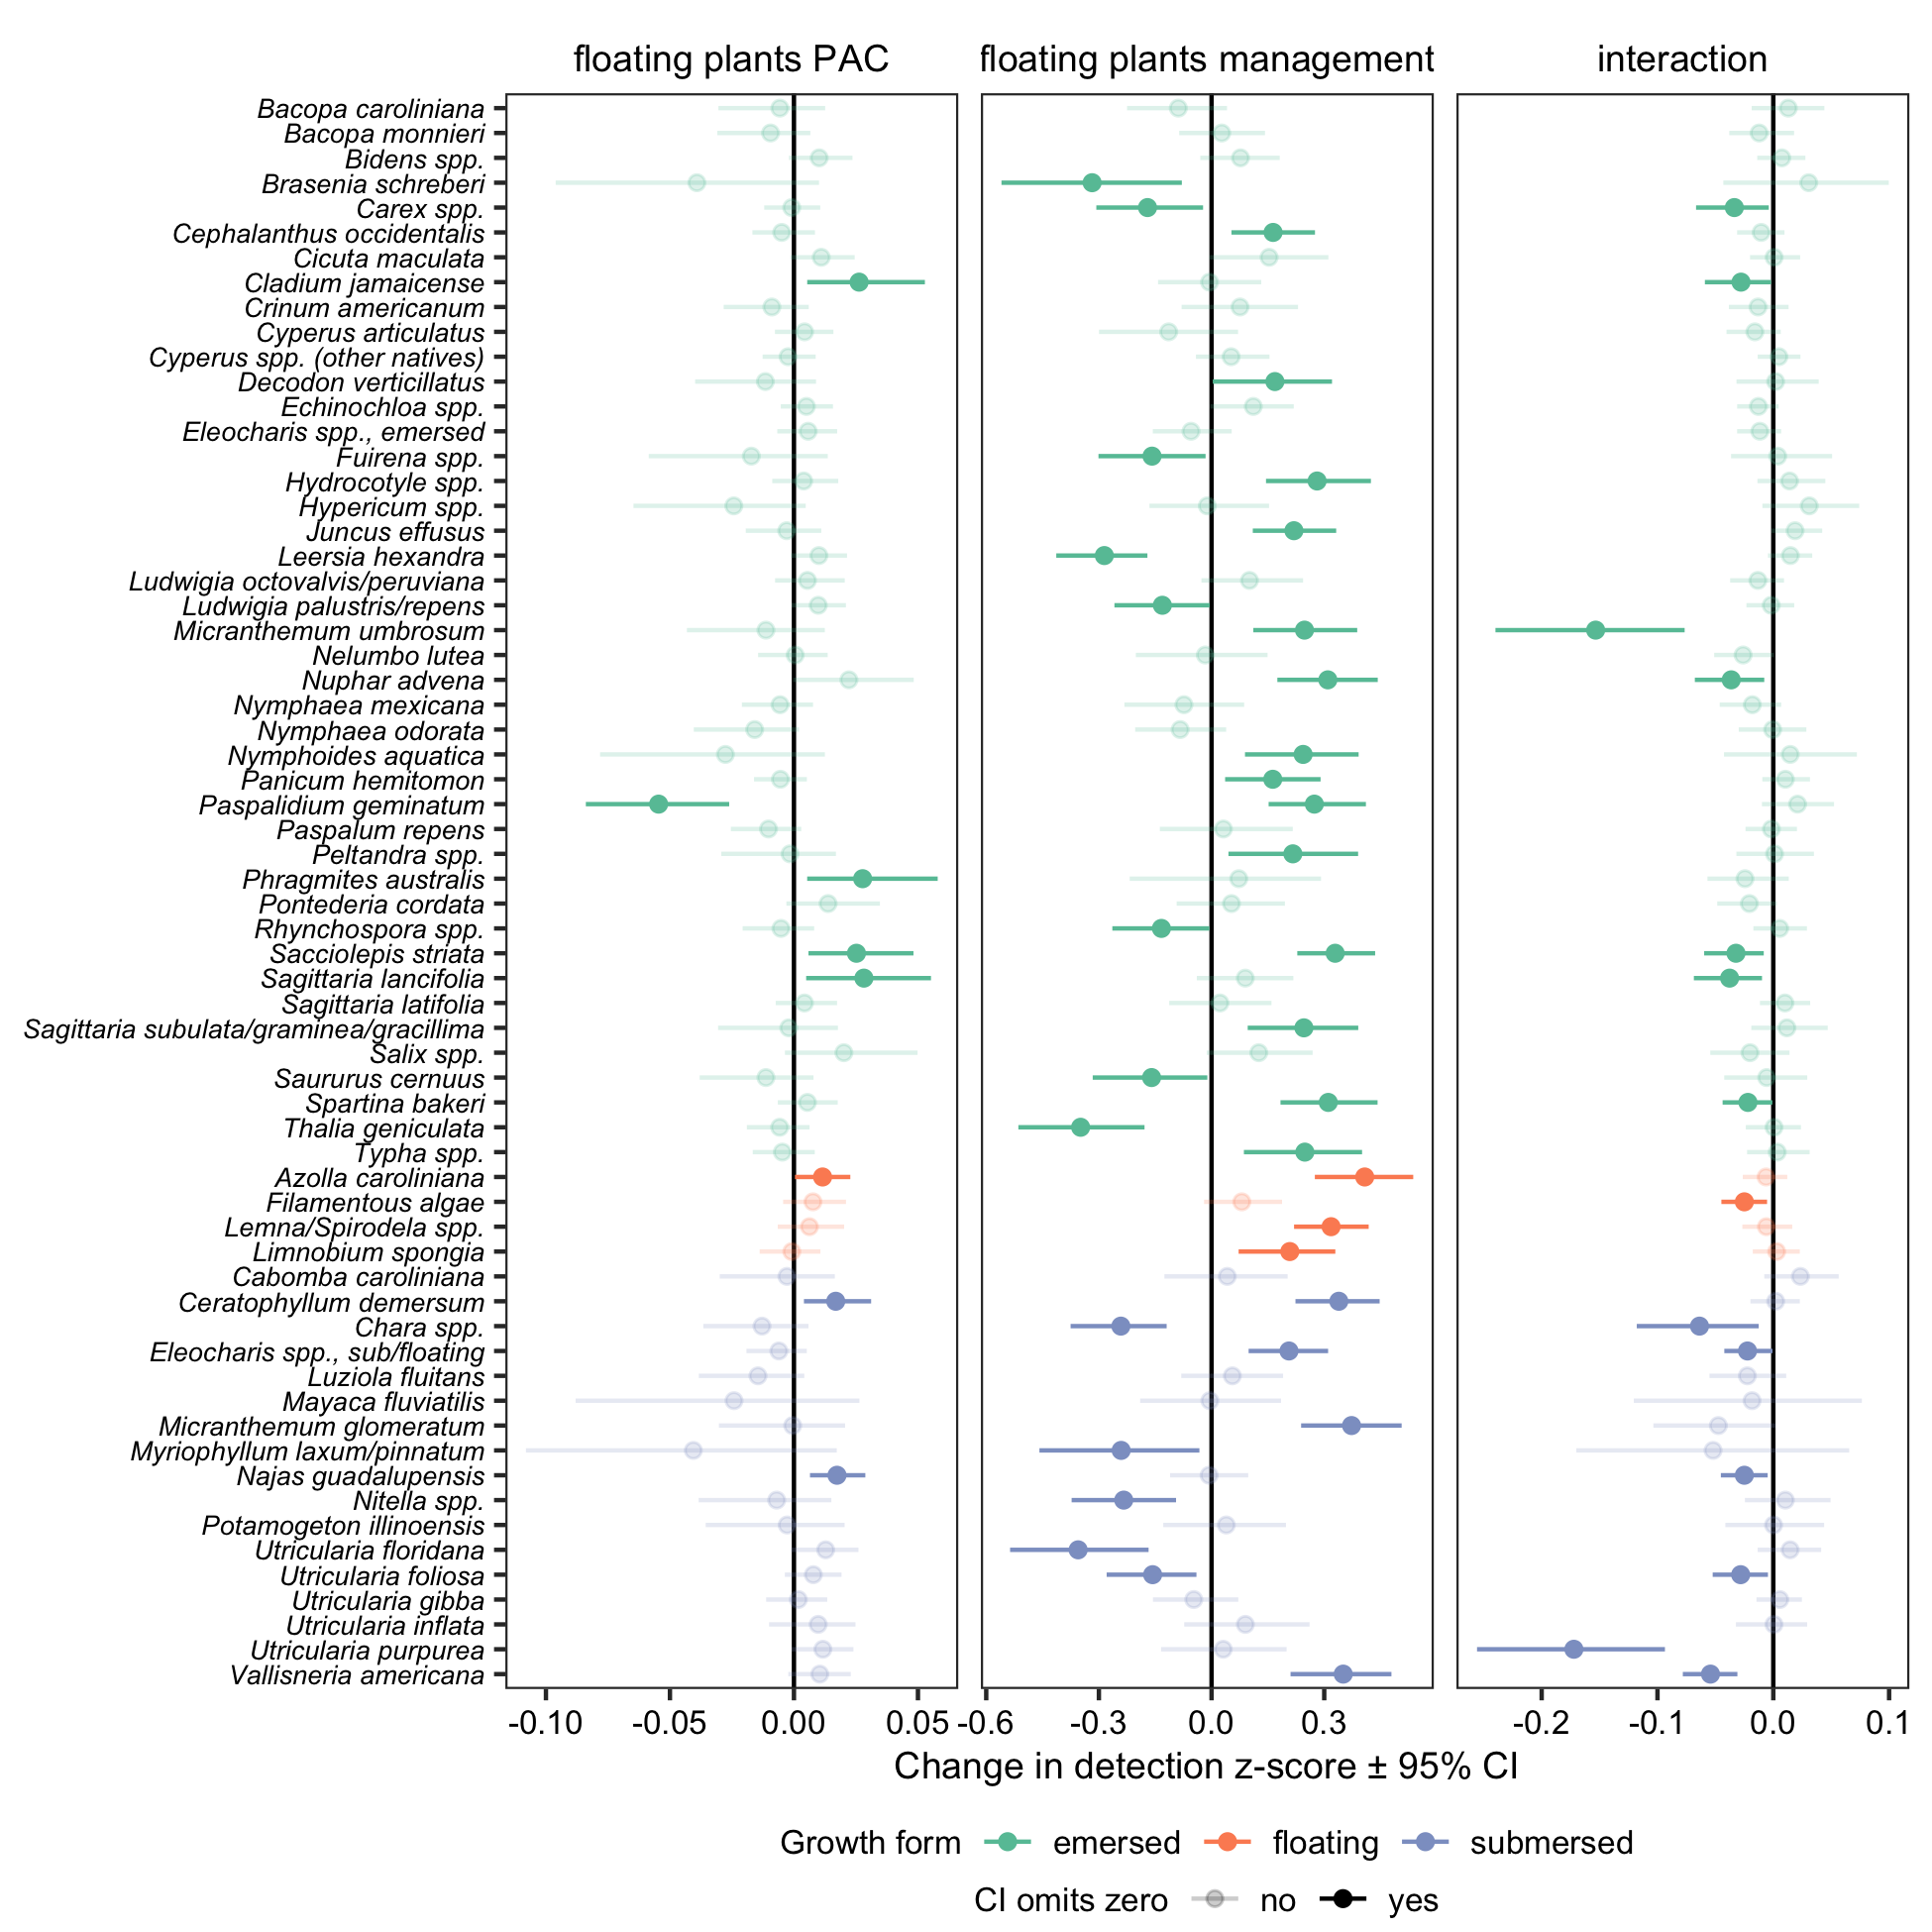 floating plants PAC
floating plants management
interaction
Bacopa caroliniana
Bacopa monnieri
Bidens spp.
Brasenia schreberi
Carex spp.
Cephalanthus occidentalis
Cicuta maculata
Cladium jamaicense
Crinum americanum
Cyperus articulatus
Cyperus spp. (other natives)
Decodon verticillatus
Echinochloa spp.
Eleocharis spp., emersed
Fuirena spp.
Hydrocotyle spp.
Hypericum spp.
Juncus effusus
Leersia hexandra
Ludwigia octovalvis/peruviana
Ludwigia palustris/repens
Micranthemum umbrosum
Nelumbo lutea
Nuphar advena
Nymphaea mexicana
Nymphaea odorata
Nymphoides aquatica
Panicum hemitomon
Paspalidium geminatum
Paspalum repens
Peltandra spp.
Phragmites australis
Pontederia cordata
Rhynchospora spp.
Sacciolepis striata
Sagittaria lancifolia
Sagittaria latifolia
Sagittaria subulata/graminea/gracillima
Salix spp.
Saururus cernuus
Spartina bakeri
Thalia geniculata
Typha spp.
Azolla caroliniana
Filamentous algae
Lemna/Spirodela spp.
Limnobium spongia
Cabomba caroliniana
Ceratophyllum demersum
Chara spp.
Eleocharis spp., sub/floating
Luziola fluitans
Mayaca fluviatilis
Micranthemum glomeratum
Myriophyllum laxum/pinnatum
Najas guadalupensis
Nitella spp.
Potamogeton illinoensis
Utricularia floridana
Utricularia foliosa
Utricularia gibba
Utricularia inflata
Utricularia purpurea
Vallisneria americana
-0.10 -0.05 0.00 0.05
-0.6 -0.3 0.0 0.3
-0.2 -0.1 0.0 0.1
Change in detection z-score ± 95% CI
Growth form emersed floating submersed
CI omits zero no yes